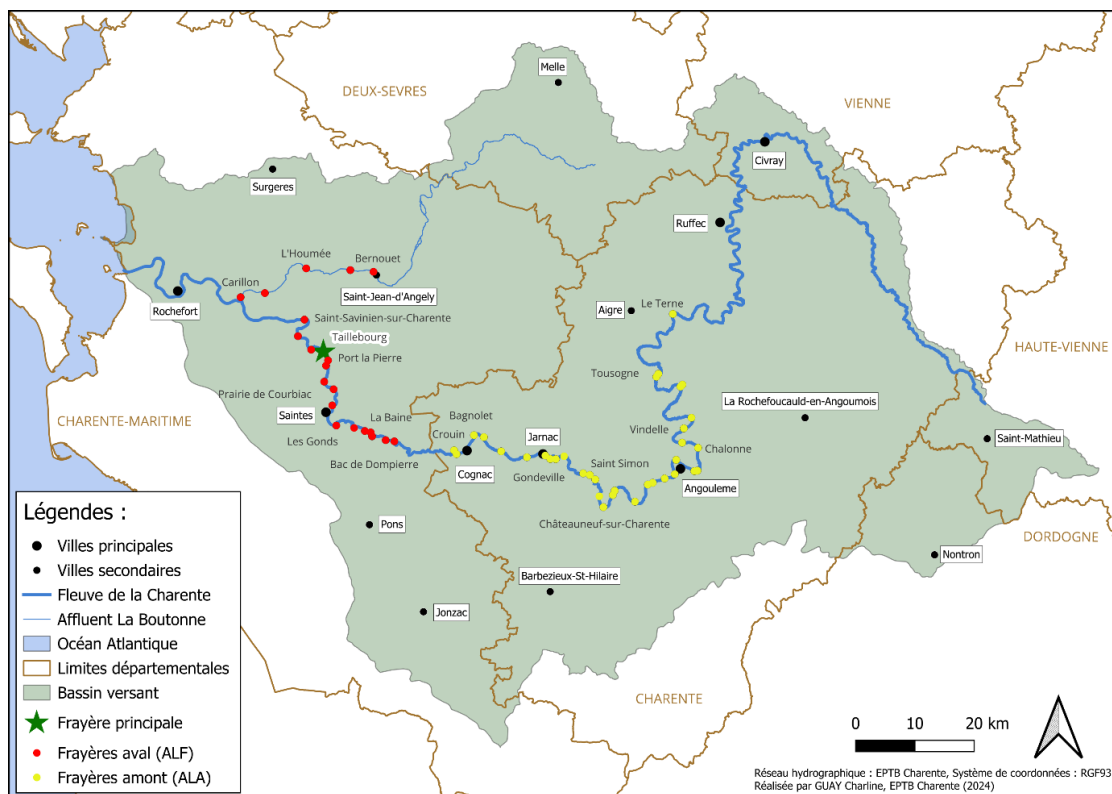 Melle
DEUX-SEVRES
VIENNE
Civray
Surgeres
Ruffec
L'Houmée
Bernouet
Carillon
Saint-Jean-d'Angely
Rochefort
Saint-Savinien-sur-Charente
Aigre
Le Terne
Taillebourg
Port la Pierre
HAUTE-VIENNE
Tousogne
Prairie de Courbiac
La Rochefoucauld-en-Angoumois
CHARENTE-MARITIME
Saintes
La Baine
Bagnolet
Vindelle
Les Gonds
Crouin
Jarnac
Chalonne
Saint-Mathieu
Bac de Dompierre
Cognac
Gondeville
Saint Simon
Angouleme
Châteauneuf-sur-Charente
Pons
DORDOGNE
Nontron
Barbezieux-St-Hilaire
Jonzac
CHARENTE
Légendes :
Villes principales
Villes secondaires
Fleuve de la Charente
Affluent La Boutonne
Océan Atlantique
Limites départementales
Bassin versant
Frayère principale
Frayères aval (ALF)
Frayères amont (ALA)
0 10 20 km
Réseau hydrographique : EPTB Charente, Système de coordonnées : RGF93
Réalisée par GUAY Charline, EPTB Charente (2024)